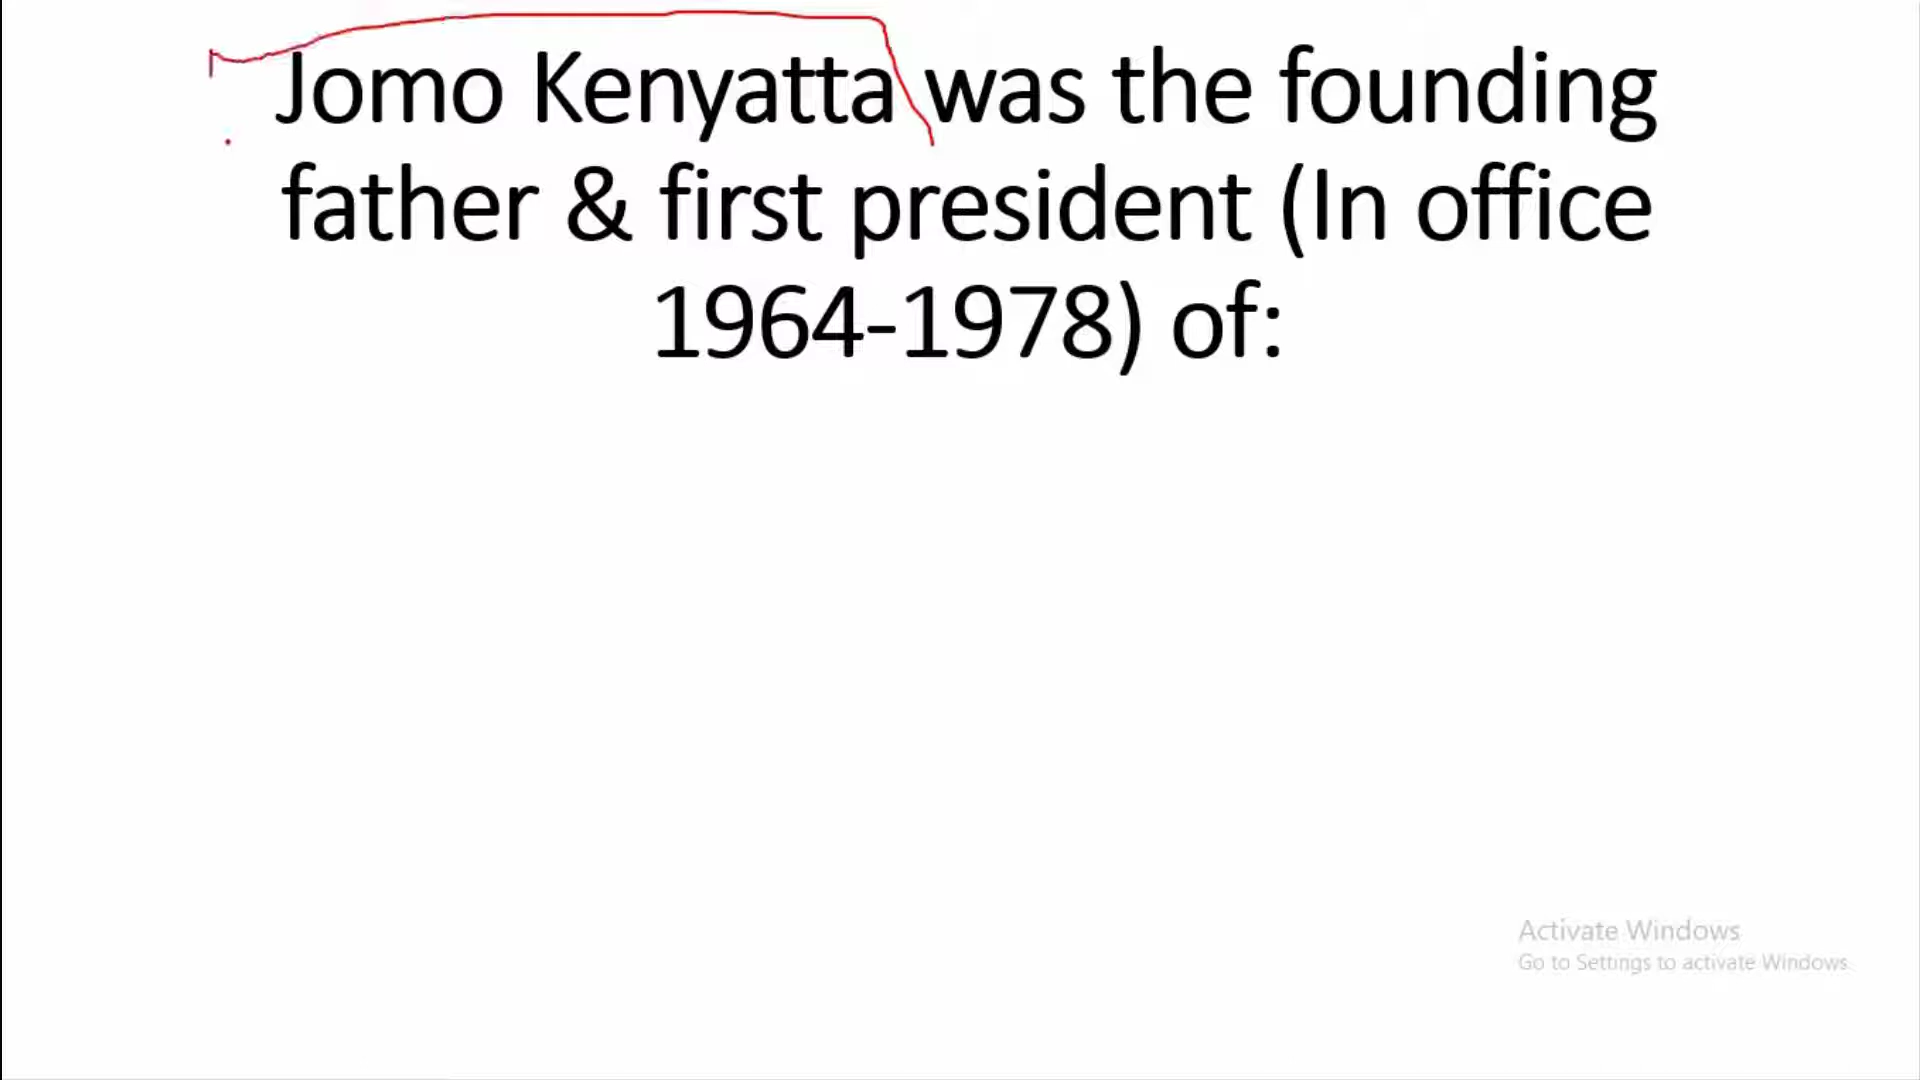 Jomo Kenyatta was the founding
father & first president (In office
1964-1978) of:
Activate Windows
Go to Settings to activate Windows.